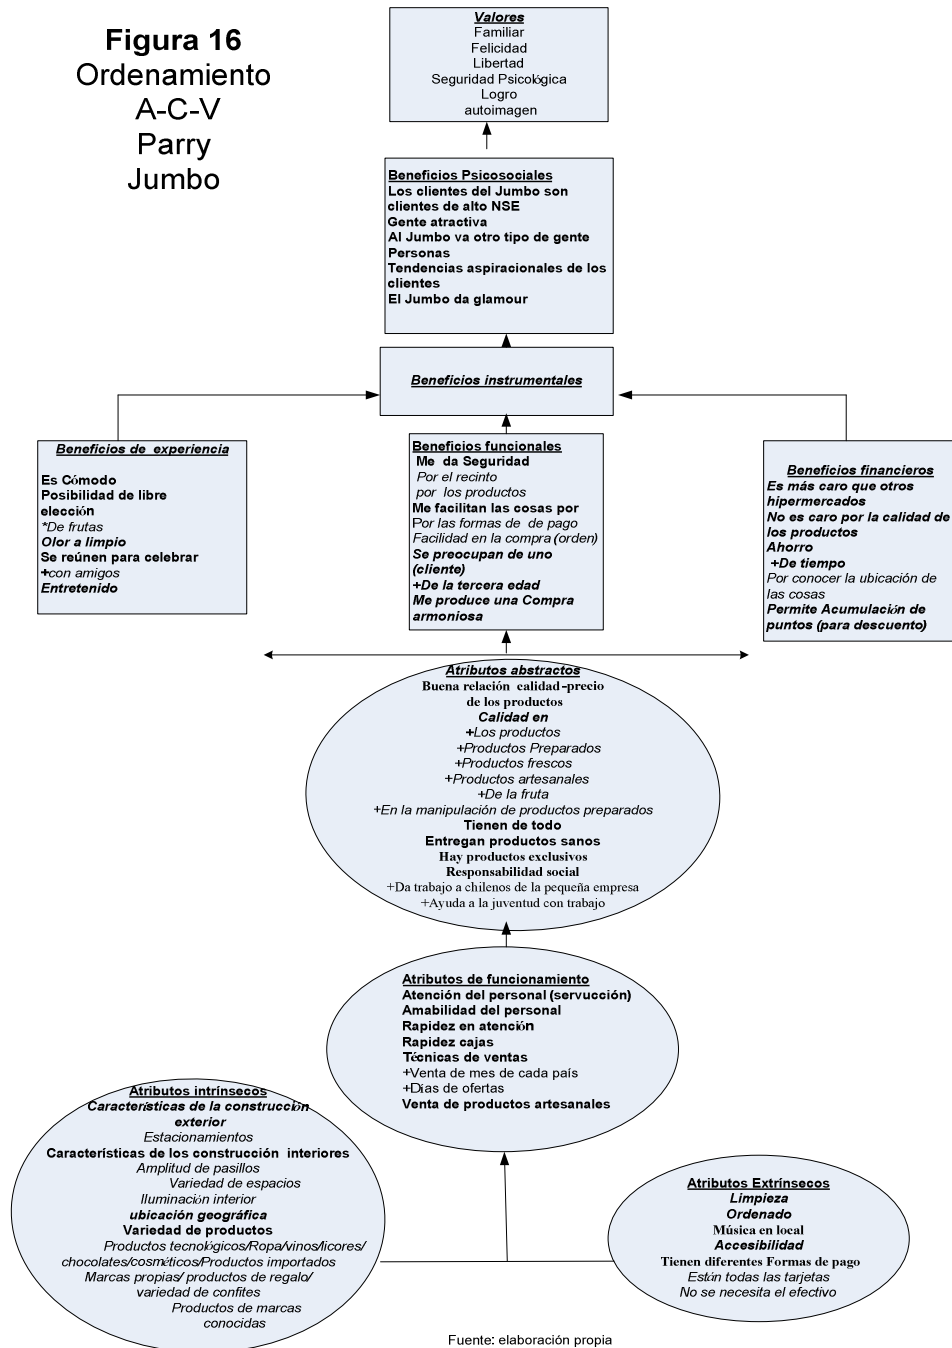 Figura 16
Ordenamiento
A-C-V
Parry
Jumbo
Valores
Familiar
Felicidad
Libertad
Seguridad Psicológica
Logro
autoimagen
Beneficios Psicosociales
Los clientes del Jumbo son
clientes de alto NSE
Gente atractiva
Al Jumbo va otro tipo de gente
Personas
Tendencias aspiracionales de los
clientes
El Jumbo da glamour
Beneficios instrumentales
Beneficios de experiencia
Es Cómodo
Posibilidad de libre
elección
*De frutas
Olor a limpio
Se reúnen para celebrar
+con amigos
Entretenido
Beneficios funcionales
Me da Seguridad
Por el recinto
por los productos
Me facilitan las cosas por
Por las formas de de pago
Facilidad en la compra (orden)
Se preocupan de uno
(cliente)
+De la tercera edad
Me produce una Compra
armoniosa
Beneficios financieros
Es más caro que otros
hipermercados
No es caro por la calidad de
los productos
Ahorro
+De tiempo
Por conocer la ubicación de
las cosas
Permite Acumulación de
puntos (para descuento)
Atributos abstractos
Buena relación calidad-precio
de los productos
Calidad en
+Los productos
+Productos Preparados
+Productos frescos
+Productos artesanales
+De la fruta
+En la manipulación de productos preparados
Tienen de todo
Entregan productos sanos
Hay productos exclusivos
Responsabilidad social
+Da trabajo a chilenos de la pequeña empresa
+Ayuda a la juventud con trabajo
Atributos de funcionamiento
Atención del personal (servucción)
Amabilidad del personal
Rapidez en atención
Rapidez cajas
Técnicas de ventas
+Venta de mes de cada país
+Días de ofertas
Venta de productos artesanales
Atributos intrínsecos
Características de la construcción
exterior
Estacionamientos
Características de los construcción interiores
Amplitud de pasillos
Variedad de espacios
Iluminación interior
ubicación geográfica
Variedad de productos
Productos tecnológicos/Ropa/vinos/licores/
chocolates/cosméticos/Productos importados
Marcas propias/ productos de regalo/
variedad de confites
Productos de marcas
conocidas
Atributos Extrínsecos
Limpieza
Ordenado
Música en local
Accesibilidad
Tienen diferentes Formas de pago
Están todas las tarjetas
No se necesita el efectivo
Fuente: elaboración propia